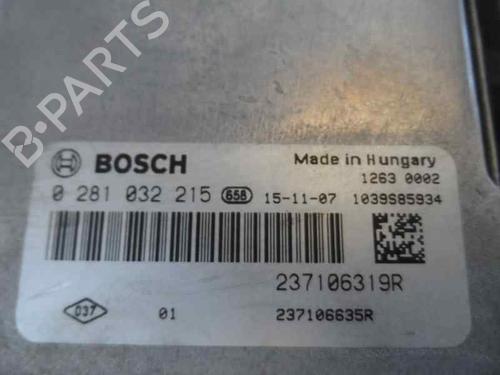 B-PARTS
BOSCH
Made in Hungary
1263 0002
0 281 032 215 658 15-11-07 1039S85934
237106319R
037 01 237106635R